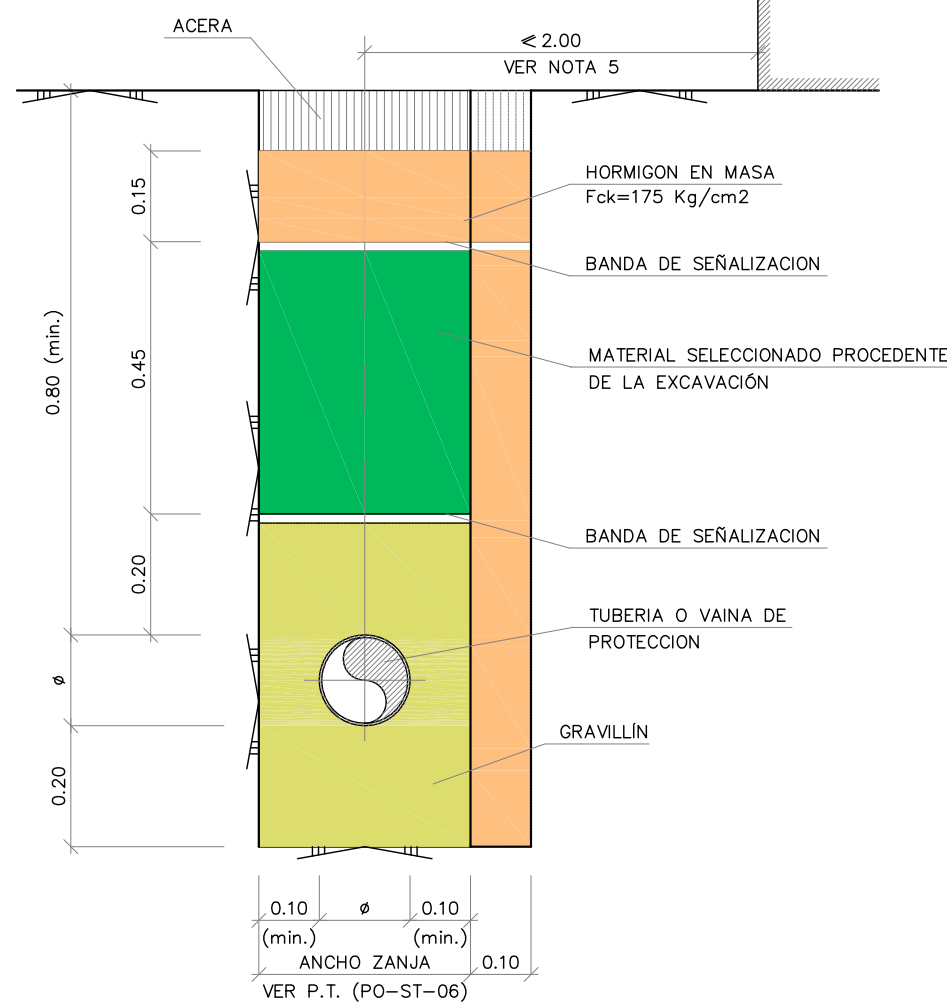 ACERA
≪ 2.00
VER NOTA 5
HORMIGON EN MASA
Fck=175 Kg/cm2
0.15
BANDA DE SEÑALIZACION
0.80 (min.)
0.45
MATERIAL SELECCIONADO PROCEDENTE
DE LA EXCAVACIÓN
BANDA DE SEÑALIZACION
0.20
TUBERIA O VAINA DE
PROTECCION
ø
GRAVILLÍN
0.20
0.10 ø 0.10
(min.) (min.)
ANCHO ZANJA 0.10
VER P.T. (PO-ST-06)